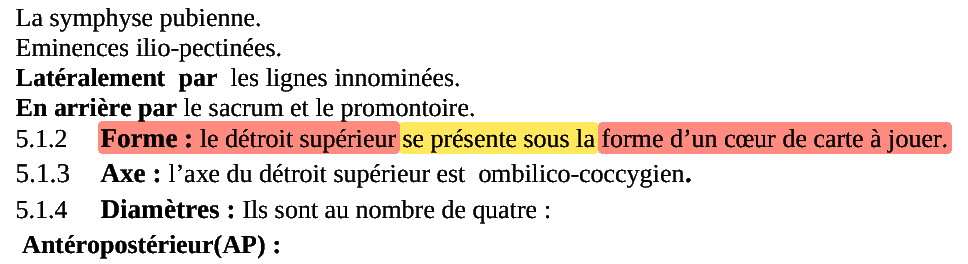 La symphyse pubienne.
Eminences ilio-pectinées.
Latéralement par les lignes innominées.
En arrière par le sacrum et le promontoire.
5.1.2 Forme : le détroit supérieur se présente sous la forme d’un cœur de carte à jouer.
5.1.3 Axe : l’axe du détroit supérieur est ombilico-coccygien.
5.1.4 Diamètres : Ils sont au nombre de quatre :
Antéropostérieur(AP) :